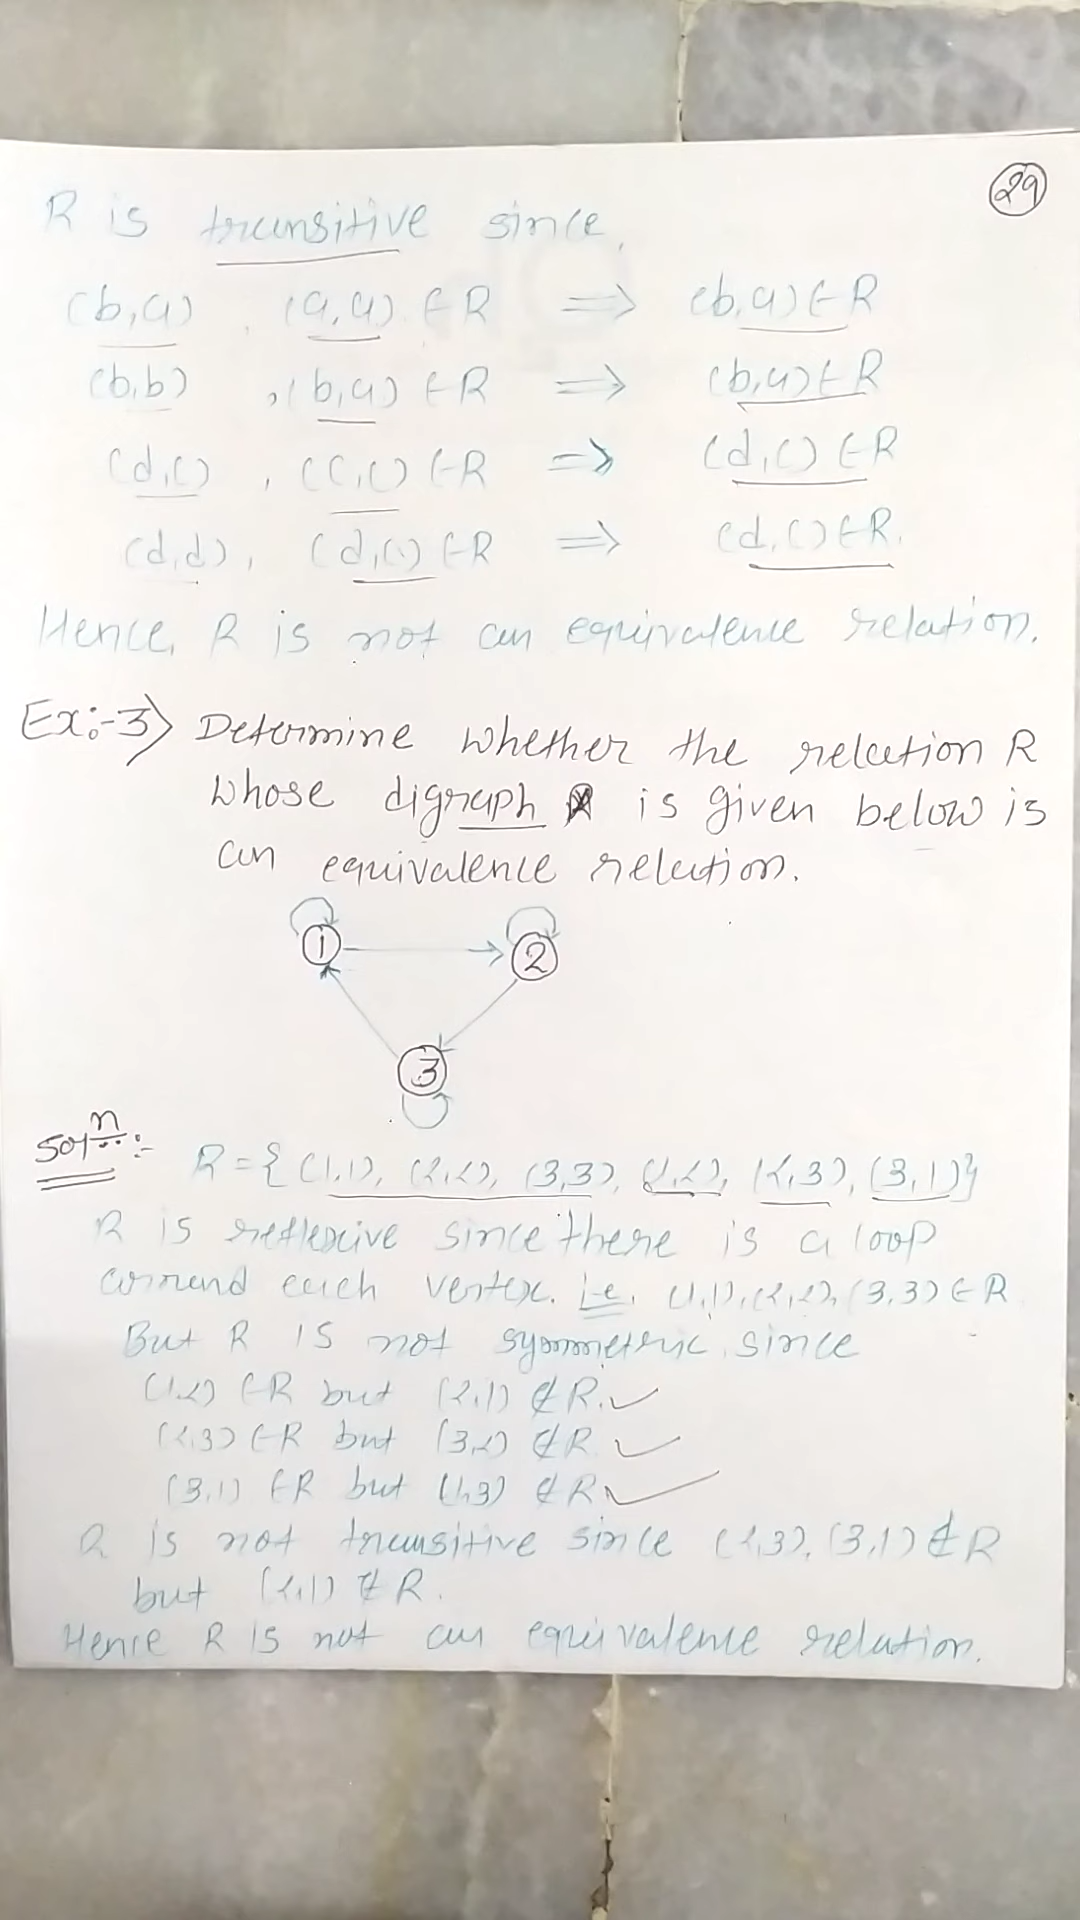 29
R is transitive since,
(b,a) , (a,a) ∈ R ⟹ (b,a) ∈ R
(b,b) , (b,a) ∈ R ⟹ (b,a) ∈ R
(d,c) , (c,c) ∈ R ⟹ (d,c) ∈ R
(d,d), (d,c) ∈ R ⟹ (d,c) ∈ R.
Hence, R is not an equivalence relation.
Ex:-3) Determine whether the relation R
whose digraph is given below is
an equivalence relation.
1 2
3
Solⁿ:- R = {(1,1), (2,2), (3,3), (1,2), (2,3), (3,1)}
R is reflexive since there is a loop
around each vertex. i.e. (1,1), (2,2), (3,3) ∈ R
But R is not symmetric since
(1,2) ∈ R but (2,1) ∉ R. ✓
(2,3) ∈ R but (3,2) ∉ R ✓
(3,1) ∈ R but (1,3) ∉ R ✓
R is not transitive since (2,3), (3,1) ∉ R
but (2,1) ∉ R.
Hence R is not an equivalence relation.